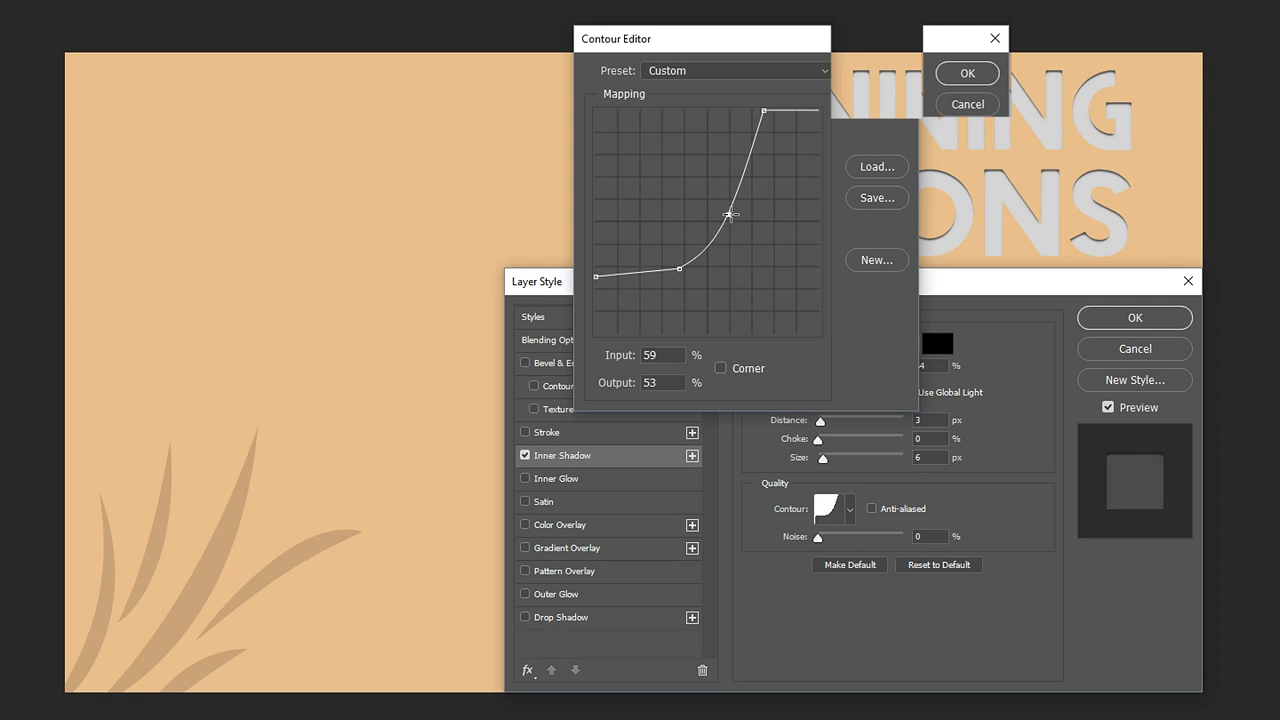 Contour Editor
Preset: Custom
OK
Cancel
Mapping
NING
ONS
Load...
Save...
New...
Input: 59 %
Output: 53 %
Corner
Layer Style
Styles
Blending Opt
Bevel & E
Contou
Texture
Stroke
Inner Shadow
Inner Glow
Satin
Color Overlay
Gradient Overlay
Pattern Overlay
Outer Glow
Drop Shadow
fx
%
Use Global Light
Distance: 3 px
Choke: 0 %
Size: 6 px
Quality
Contour:
Anti-aliased
Noise: 0 %
Make Default
Reset to Default
OK
Cancel
New Style...
Preview